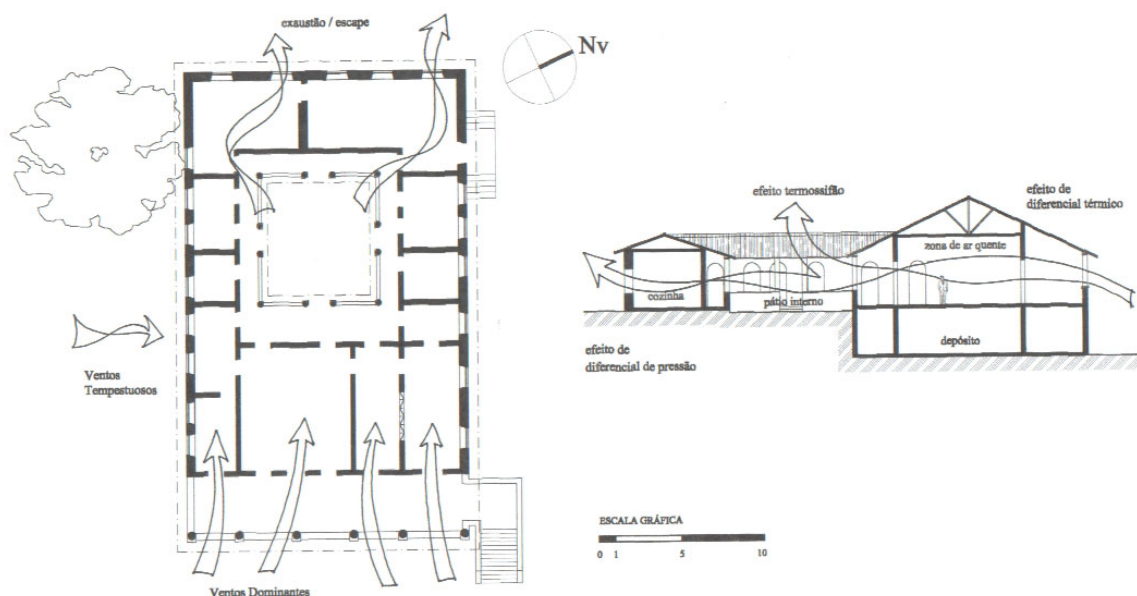 exaustão / escape
Nv
Ventos
Tempestuosos
Ventos Dominantes
efeito termossifão
efeito de
diferencial térmico
zona de ar quente
cozinha
pátio interno
depósito
efeito de
diferencial de pressão
ESCALA GRÁFICA
0 1 5 10